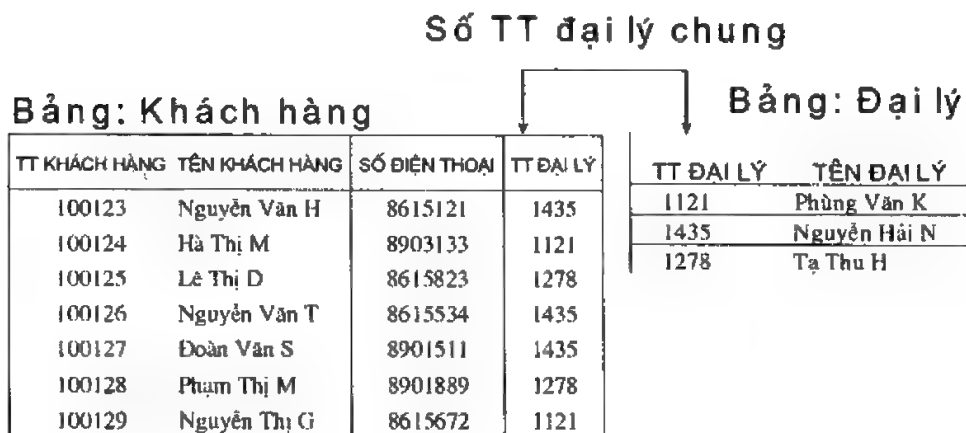 Số TT đại lý chung
Bảng: Khách hàng
Bảng: Đại lý
TT KHÁCH HÀNG TÊN KHÁCH HÀNG SỐ ĐIỆN THOẠI TT ĐẠI LÝ
100123 Nguyễn Văn H 8615121 1435
100124 Hà Thị M 8903133 1121
100125 Lê Thị D 8615823 1278
100126 Nguyễn Văn T 8615534 1435
100127 Đoàn Văn S 8901511 1435
100128 Phạm Thị M 8901889 1278
100129 Nguyễn Thị G 8615672 1121
TT ĐẠI LÝ TÊN ĐẠI LÝ
1121 Phùng Văn K
1435 Nguyễn Hải N
1278 Tạ Thu H